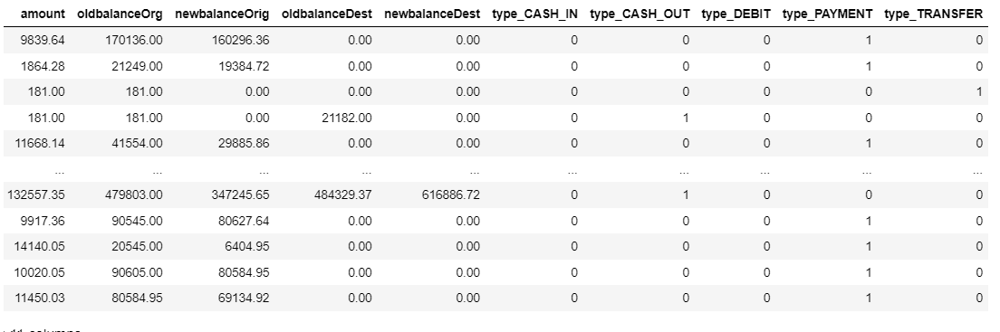 amount oldbalanceOrg newbalanceOrig oldbalanceDest newbalanceDest type_CASH_IN type_CASH_OUT type_DEBIT type_PAYMENT type_TRANSFER
9839.64 170136.00 160296.36 0.00 0.00 0 0 0 1 0
1864.28 21249.00 19384.72 0.00 0.00 0 0 0 1 0
181.00 181.00 0.00 0.00 0.00 0 0 0 0 1
181.00 181.00 0.00 21182.00 0.00 0 1 0 0 0
11668.14 41554.00 29885.86 0.00 0.00 0 0 0 1 0
... ... ... ... ... ... ... ... ... ...
132557.35 479803.00 347245.65 484329.37 616886.72 0 1 0 0 0
9917.36 90545.00 80627.64 0.00 0.00 0 0 0 1 0
14140.05 20545.00 6404.95 0.00 0.00 0 0 0 1 0
10020.05 90605.00 80584.95 0.00 0.00 0 0 0 1 0
11450.03 80584.95 69134.92 0.00 0.00 0 0 0 1 0